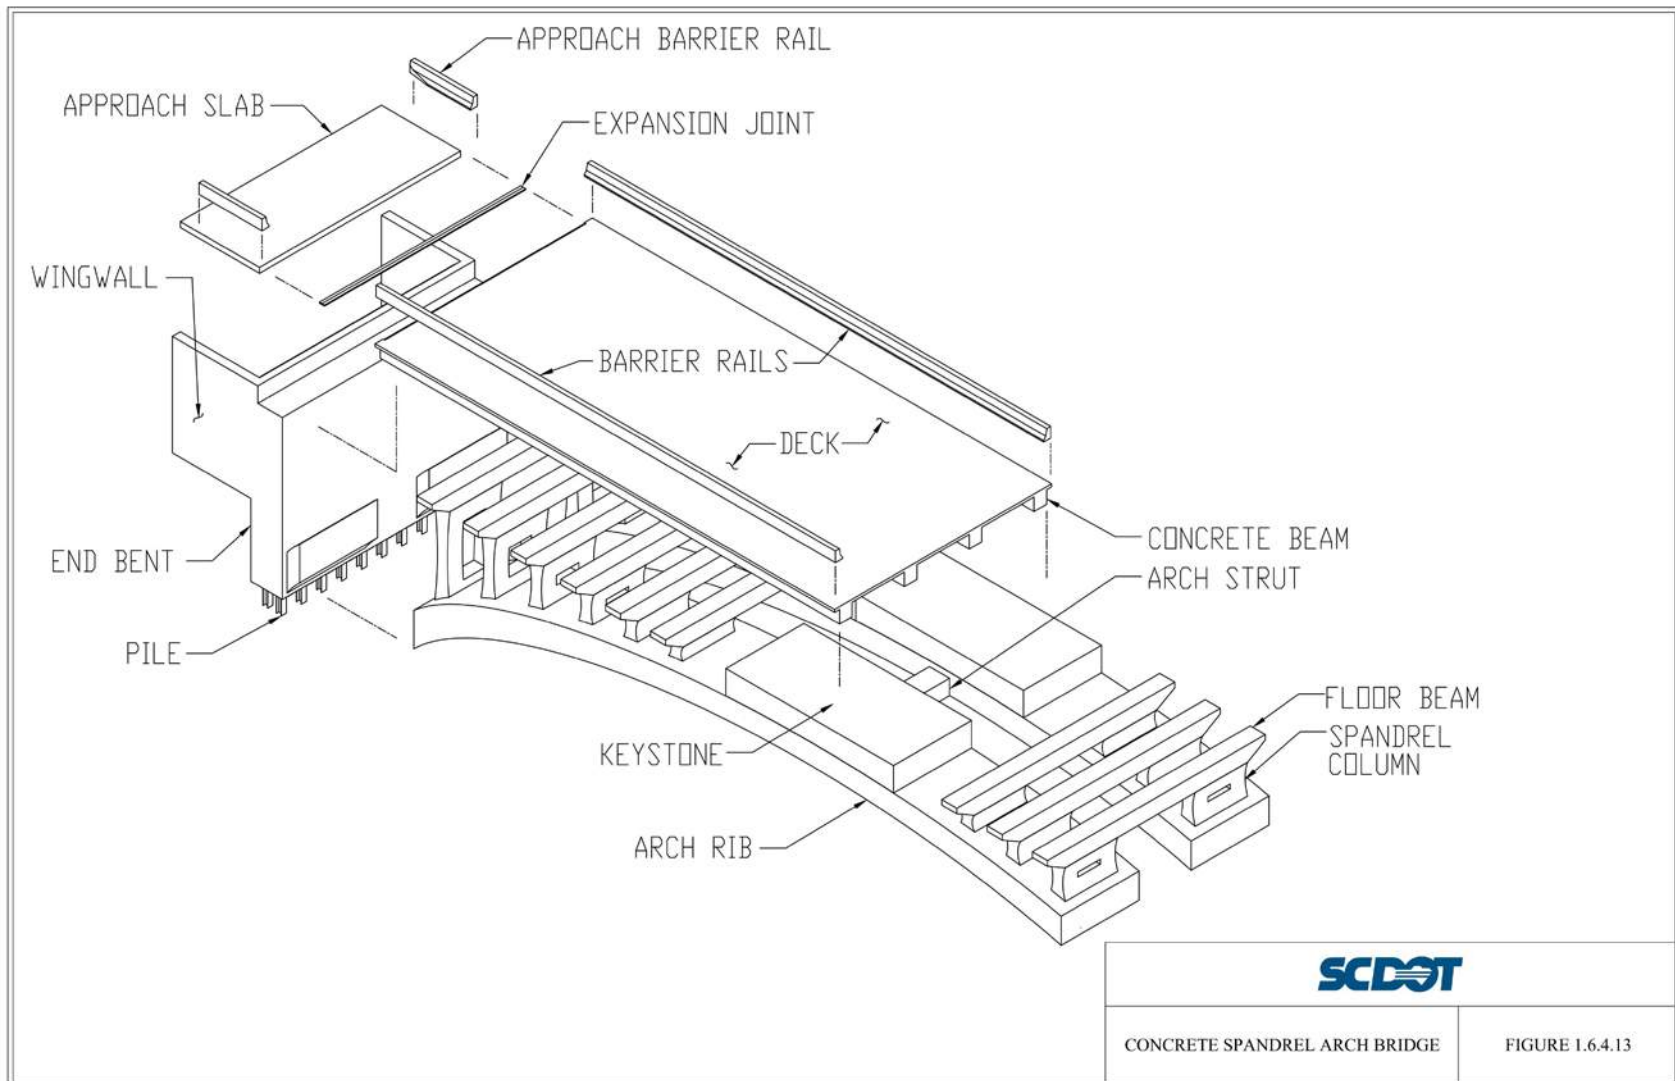 APPROACH BARRIER RAIL
APPROACH SLAB
EXPANSION JOINT
WINGWALL
BARRIER RAILS
DECK
CONCRETE BEAM
END BENT
ARCH STRUT
PILE
FLOOR BEAM
SPANDREL
COLUMN
KEYSTONE
ARCH RIB
SCDOT
CONCRETE SPANDREL ARCH BRIDGE
FIGURE 1.6.4.13